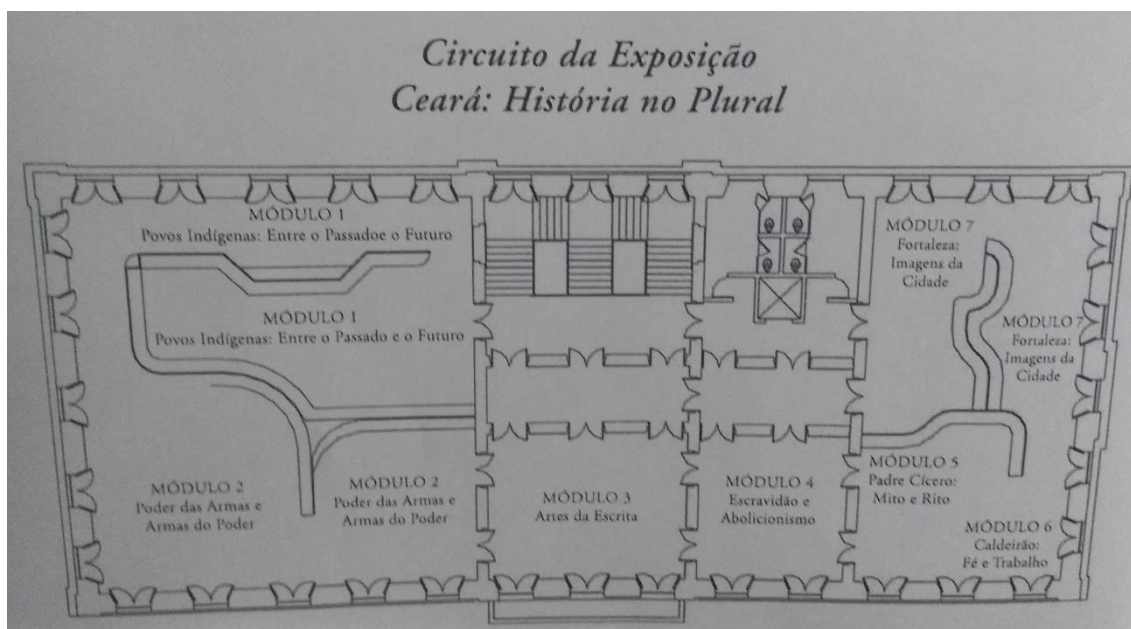 Circuito da Exposição
Ceará: História no Plural
MÓDULO 1
Povos Indígenas: Entre o Passadoe o Futuro
MÓDULO 1
Povos Indígenas: Entre o Passado e o Futuro
MÓDULO 2
Poder das Armas e
Armas do Poder
MÓDULO 2
Poder das Armas e
Armas do Poder
MÓDULO 3
Artes da Escrita
MÓDULO 4
Escravidão e
Abolicionismo
MÓDULO 5
Padre Cícero:
Mito e Rito
MÓDULO 6
Caldeirão:
Fé e Trabalho
MÓDULO 7
Fortaleza:
Imagens da
Cidade
MÓDULO 7
Fortaleza:
Imagens da
Cidade